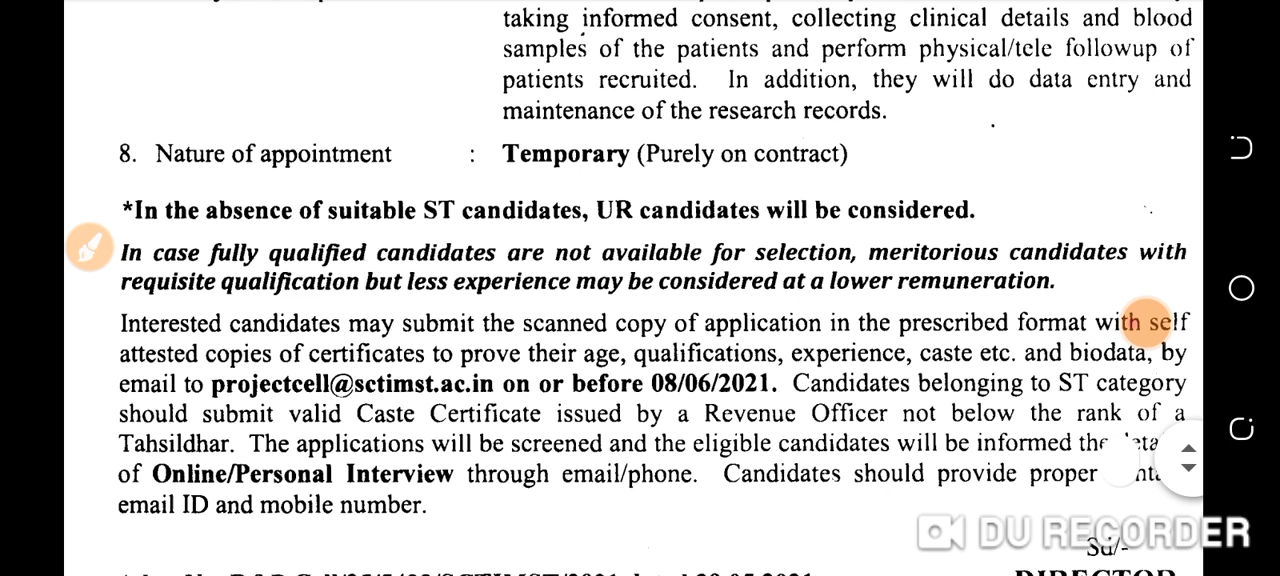 taking informed consent, collecting clinical details and blood
samples of the patients and perform physical/tele followup of
patients recruited. In addition, they will do data entry and
maintenance of the research records.
8. Nature of appointment : Temporary (Purely on contract)
*In the absence of suitable ST candidates, UR candidates will be considered.
In case fully qualified candidates are not available for selection, meritorious candidates with
requisite qualification but less experience may be considered at a lower remuneration.
Interested candidates may submit the scanned copy of application in the prescribed format with self
attested copies of certificates to prove their age, qualifications, experience, caste etc. and biodata, by
email to projectcell@sctimst.ac.in on or before 08/06/2021. Candidates belonging to ST category
should submit valid Caste Certificate issued by a Revenue Officer not below the rank of a
Tahsildhar. The applications will be screened and the eligible candidates will be informed the
of Online/Personal Interview through email/phone. Candidates should provide proper
email ID and mobile number.
DU RECORDER
Sd/-
DIRECTOR